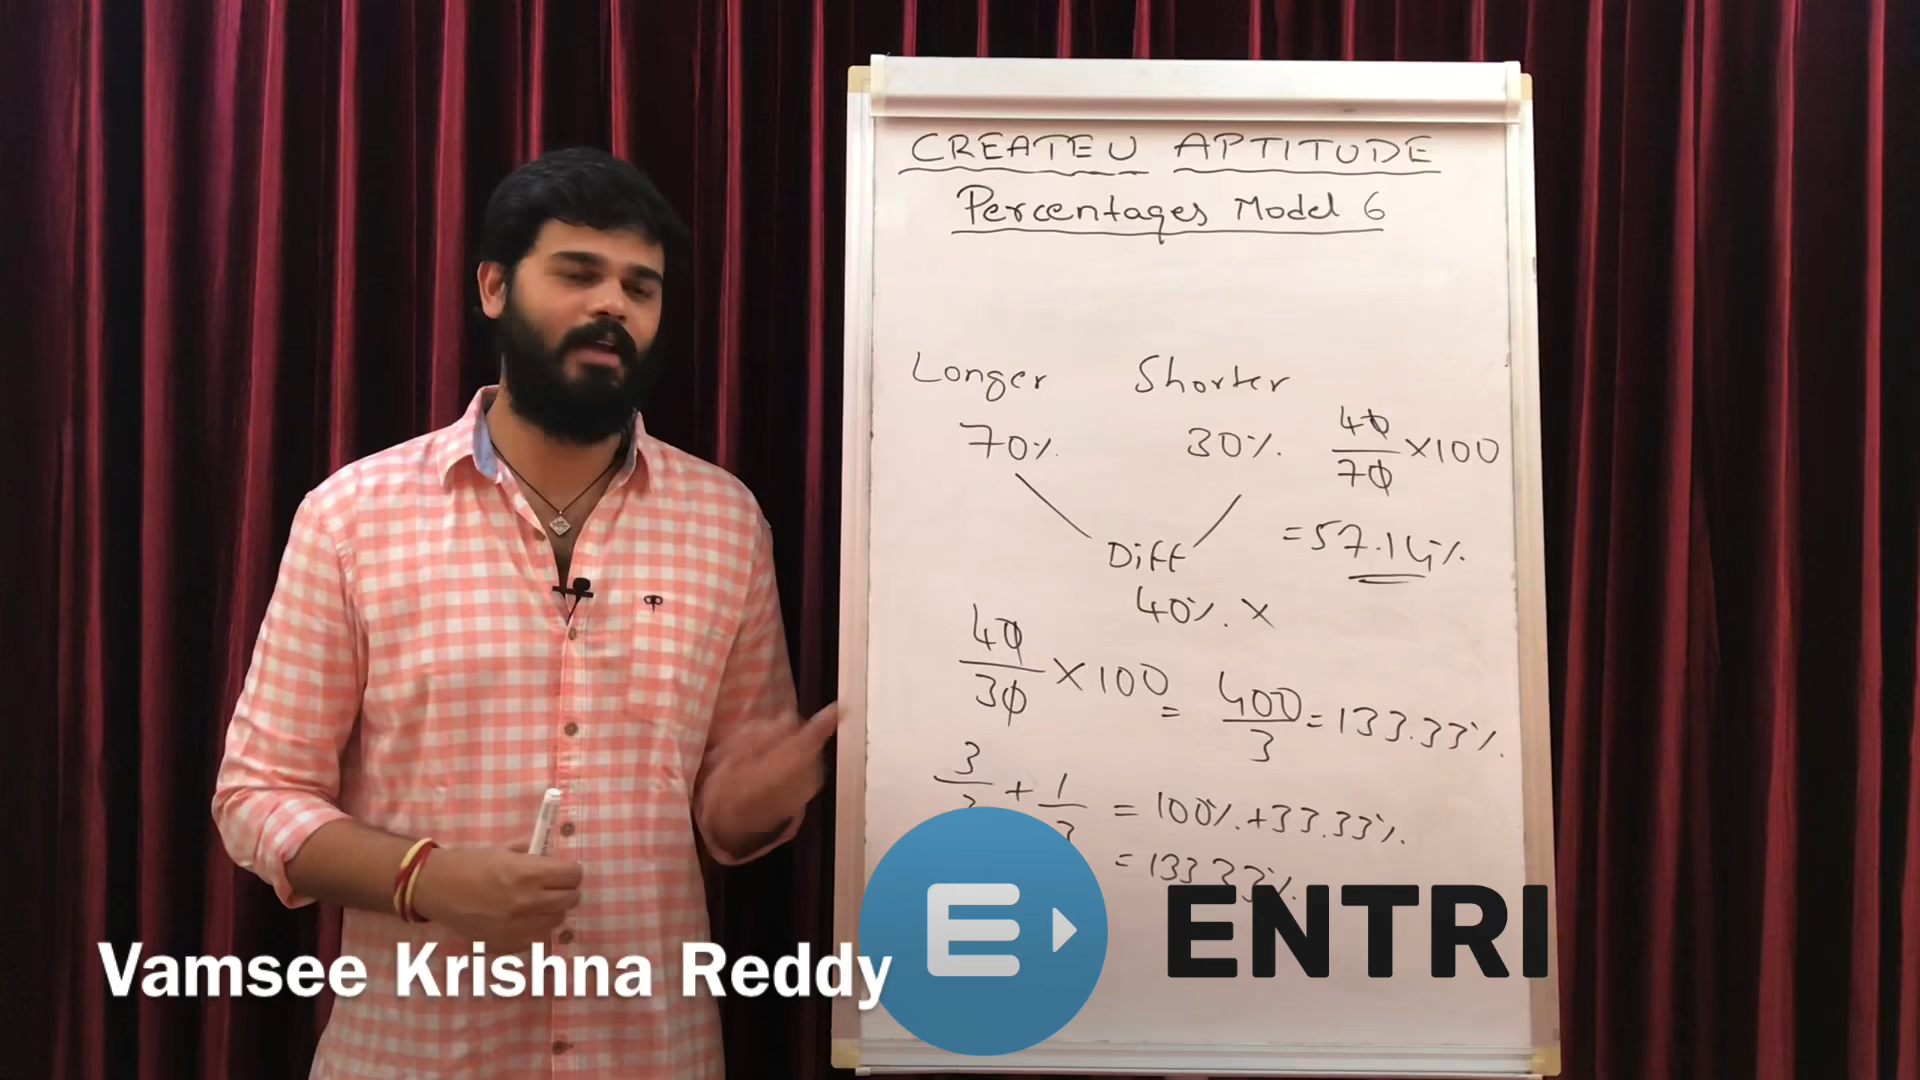 CREATEU APTITUDE
Percentages Model 6
Longer Shorter
70% 30% 40/70 ×100
= 57.14%
Diff
40% ×
40/30 ×100 = 400/3 = 133.33%
3/3 + 1/3 = 100% + 33.33%
= 133.33%
ENTRI
Vamsee Krishna Reddy